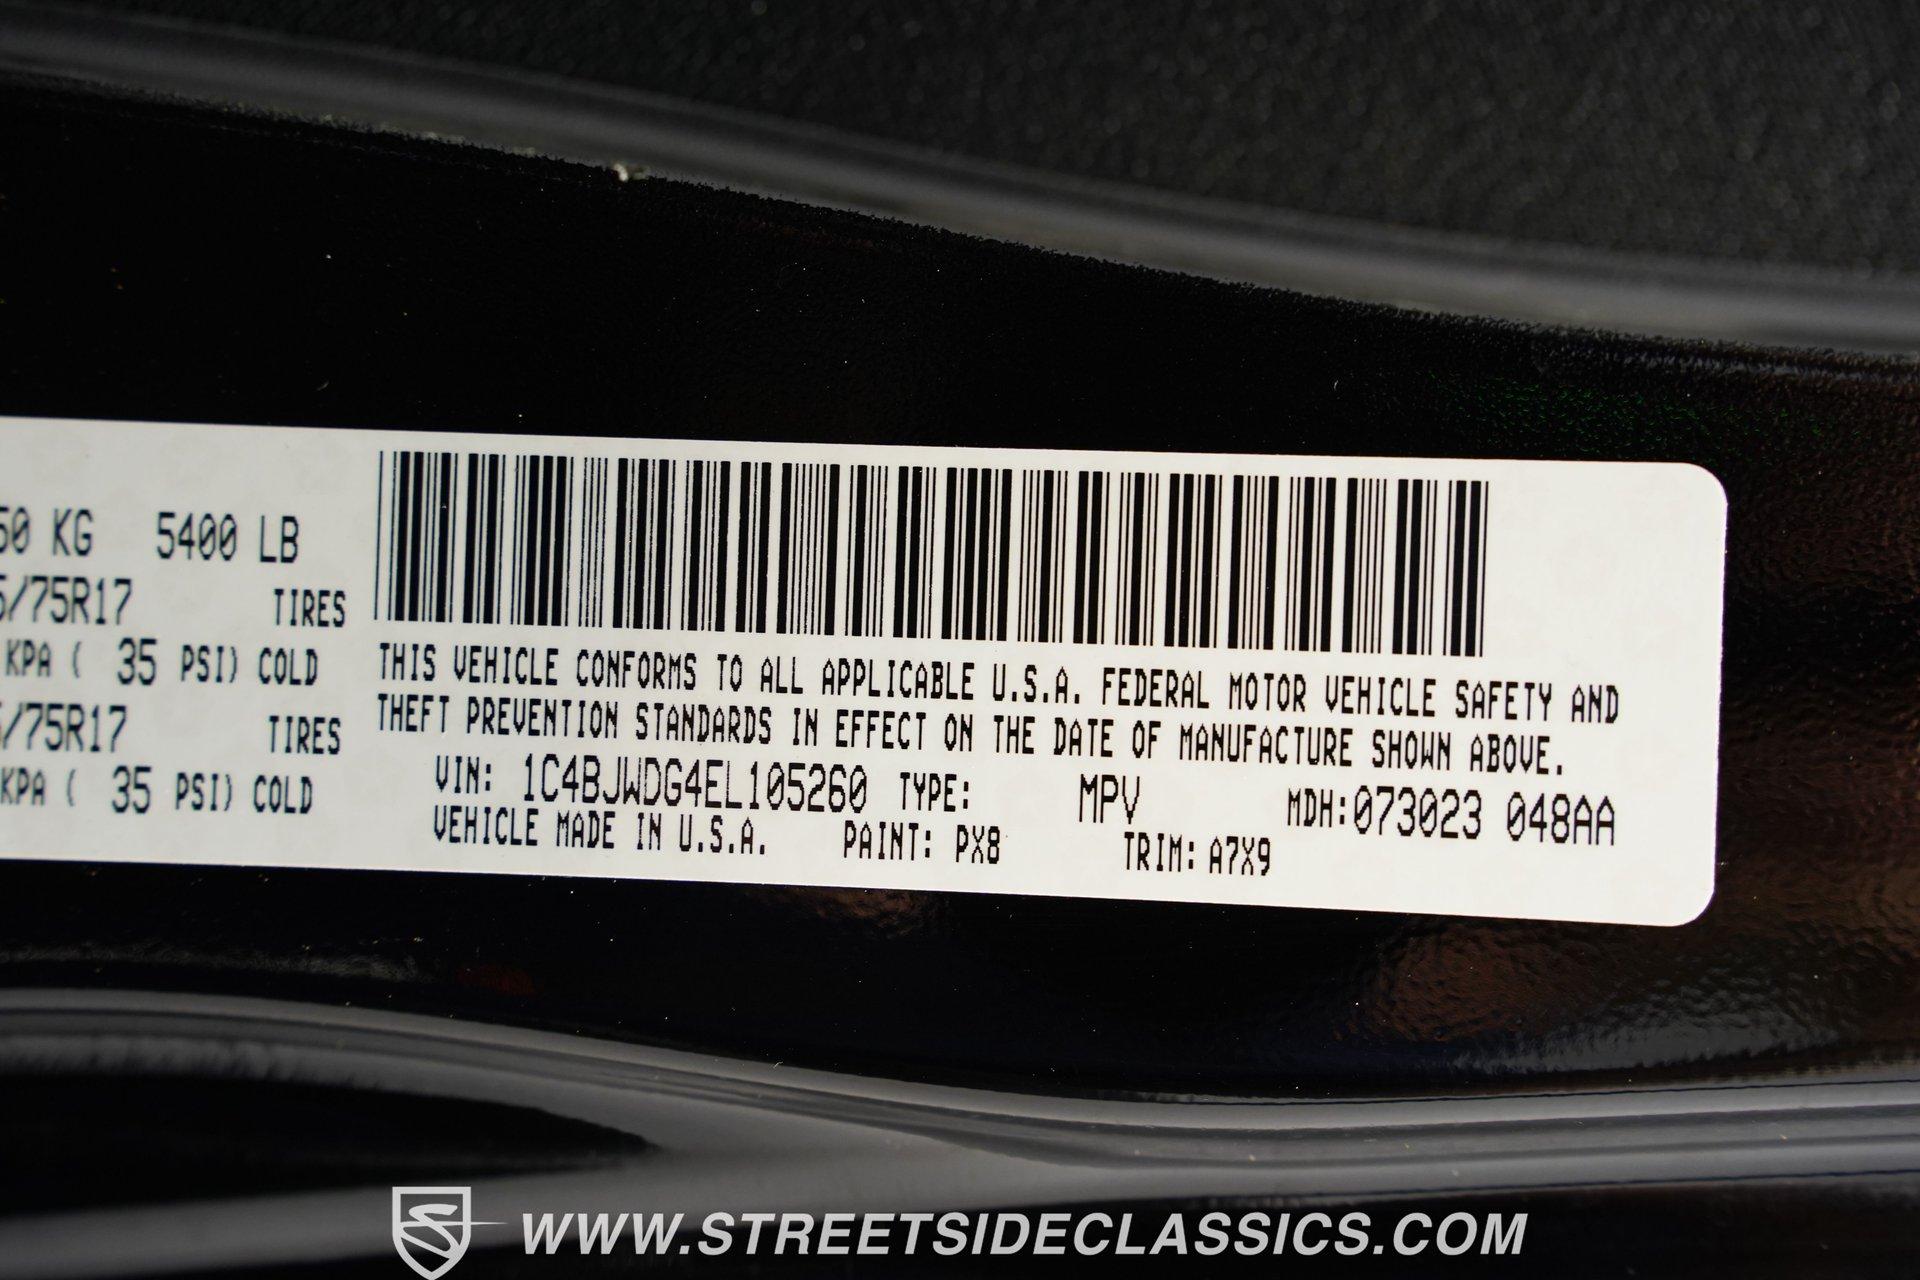 50 KG 5400 LB
5/75R17 TIRES
KPA ( 35 PSI) COLD
5/75R17 TIRES
KPA ( 35 PSI) COLD
THIS VEHICLE CONFORMS TO ALL APPLICABLE U.S.A. FEDERAL MOTOR VEHICLE SAFETY AND
THEFT PREVENTION STANDARDS IN EFFECT ON THE DATE OF MANUFACTURE SHOWN ABOVE.
VIN: 1C4BJWDG4EL105260 TYPE: MPV MDH:073023 048AA
VEHICLE MADE IN U.S.A. PAINT: PX8 TRIM: A7X9
WWW.STREETSIDECLASSICS.COM